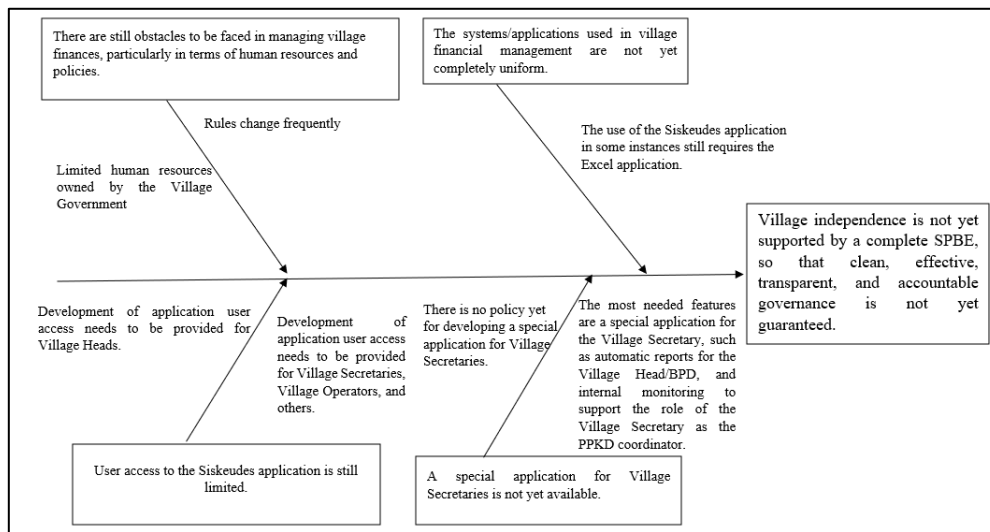 There are still obstacles to be faced in managing village
finances, particularly in terms of human resources and
policies.
The systems/applications used in village
financial management are not yet
completely uniform.
Rules change frequently
The use of the Siskeudes application
in some instances still requires the
Excel application.
Limited human resources
owned by the Village
Government
Village independence is not yet
supported by a complete SPBE,
so that clean, effective,
transparent, and accountable
governance is not yet
guaranteed.
Development of application user
access needs to be provided for
Village Heads.
Development of
application user access
needs to be provided
for Village Secretaries,
Village Operators, and
others.
There is no policy yet
for developing a special
application for Village
Secretaries.
The most needed features
are a special application for
the Village Secretary, such
as automatic reports for the
Village Head/BPD, and
internal monitoring to
support the role of the
Village Secretary as the
PPKD coordinator.
User access to the Siskeudes application is still
limited.
A special application for Village
Secretaries is not yet available.